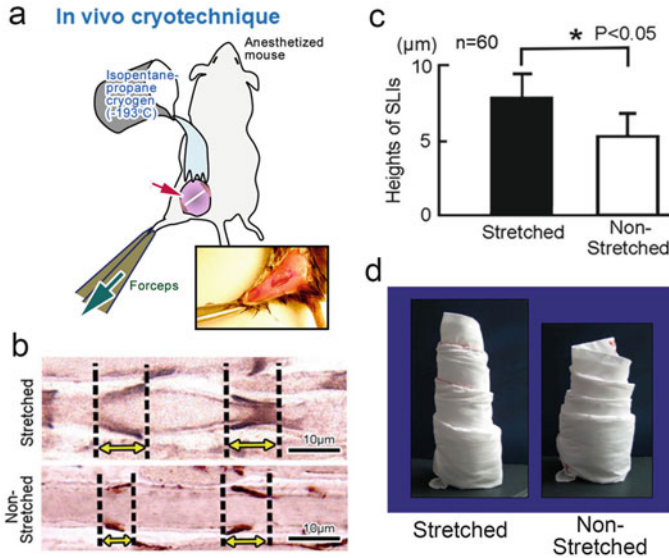 a
In vivo cryotechnique
Anesthetized
mouse
Isopentane-
propane
cryogen
(-193°C)
Forceps
b
Stretched
10μm
Non-
Stretched
10μm
c
(μm)
n=60
* P<0.05
10
5
0
Heights of SLIs
Stretched
Non-
Stretched
d
Stretched
Non-
Stretched